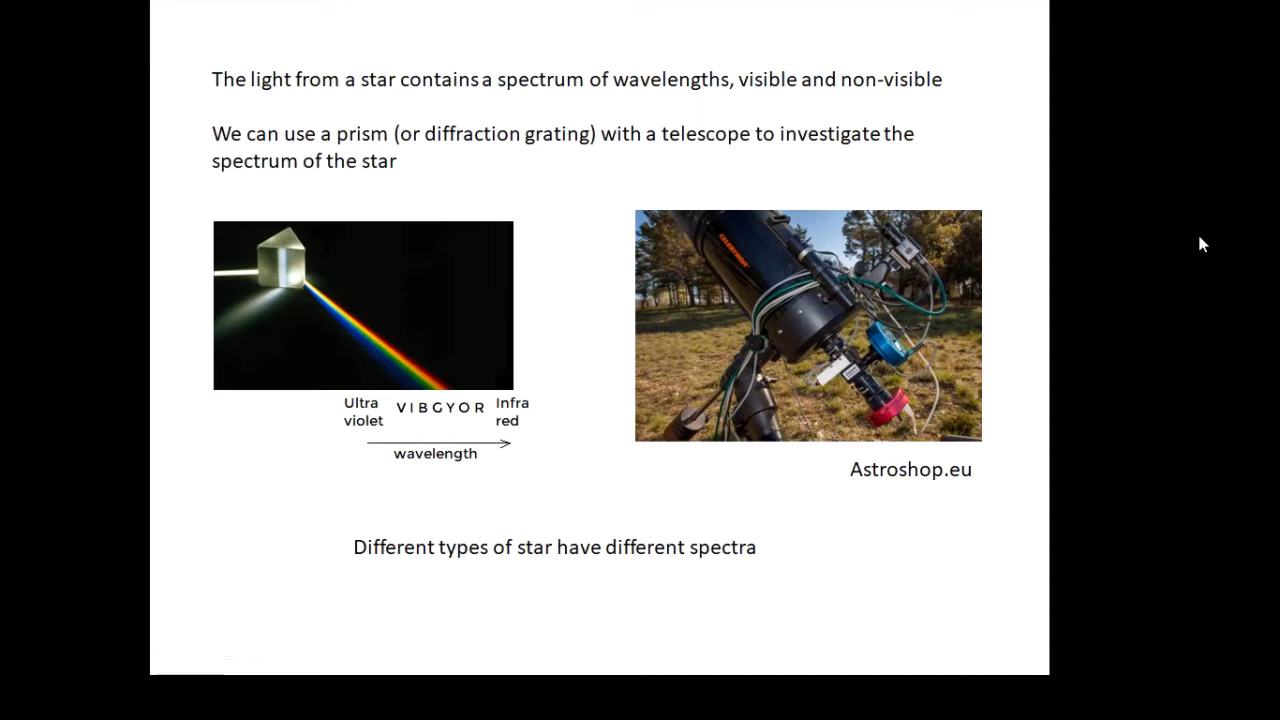 The light from a star contains a spectrum of wavelengths, visible and non-visible
We can use a prism (or diffraction grating) with a telescope to investigate the
spectrum of the star
CELESTRON
Ultra
violet
V I B G Y O R
Infra
red
wavelength
Astroshop.eu
Different types of star have different spectra